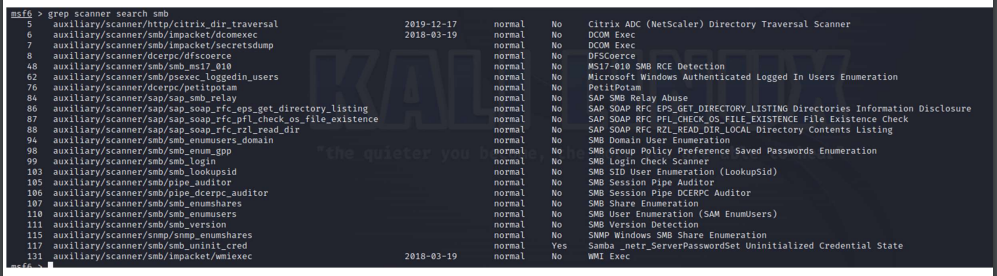 msf6 > grep scanner search smb
5 auxiliary/scanner/http/citrix_dir_traversal 2019-12-17 normal No Citrix ADC (NetScaler) Directory Traversal Scanner
6 auxiliary/scanner/smb/impacket/dcomexec 2018-03-19 normal No DCOM Exec
7 auxiliary/scanner/smb/impacket/secretsdump normal No DCOM Exec
8 auxiliary/scanner/dcerpc/dfscoerce normal No DFSCoerce
48 auxiliary/scanner/smb/smb_ms17_010 normal No MS17-010 SMB RCE Detection
62 auxiliary/scanner/smb/psexec_loggedin_users normal No Microsoft Windows Authenticated Logged In Users Enumeration
76 auxiliary/scanner/dcerpc/petitpotam normal No PetitPotam
84 auxiliary/scanner/sap/sap_smb_relay normal No SAP SMB Relay Abuse
86 auxiliary/scanner/sap/sap_soap_rfc_eps_get_directory_listing normal No SAP SOAP RFC EPS_GET_DIRECTORY_LISTING Directories Information Disclosure
87 auxiliary/scanner/sap/sap_soap_rfc_pfl_check_os_file_existence normal No SAP SOAP RFC PFL_CHECK_OS_FILE_EXISTENCE File Existence Check
88 auxiliary/scanner/sap/sap_soap_rfc_rzl_read_dir normal No SAP SOAP RFC RZL_READ_DIR_LOCAL Directory Contents Listing
94 auxiliary/scanner/smb/smb_enumusers_domain normal No SMB Domain User Enumeration
98 auxiliary/scanner/smb/smb_enum_gpp normal No SMB Group Policy Preference Saved Passwords Enumeration
99 auxiliary/scanner/smb/smb_login normal No SMB Login Check Scanner
103 auxiliary/scanner/smb/smb_lookupsid normal No SMB SID User Enumeration (LookupSid)
105 auxiliary/scanner/smb/pipe_auditor normal No SMB Session Pipe Auditor
106 auxiliary/scanner/smb/pipe_dcerpc_auditor normal No SMB Session Pipe DCERPC Auditor
107 auxiliary/scanner/smb/smb_enumshares normal No SMB Share Enumeration
110 auxiliary/scanner/smb/smb_enumusers normal No SMB User Enumeration (SAM EnumUsers)
111 auxiliary/scanner/smb/smb_version normal No SMB Version Detection
115 auxiliary/scanner/snmp/snmp_enumshares normal No SNMP Windows SMB Share Enumeration
117 auxiliary/scanner/smb/smb_uninit_cred normal Yes Samba _netr_ServerPasswordSet Uninitialized Credential State
131 auxiliary/scanner/smb/impacket/wmiexec 2018-03-19 normal No WMI Exec
msf6 >
KALI LINUX
"the quieter you